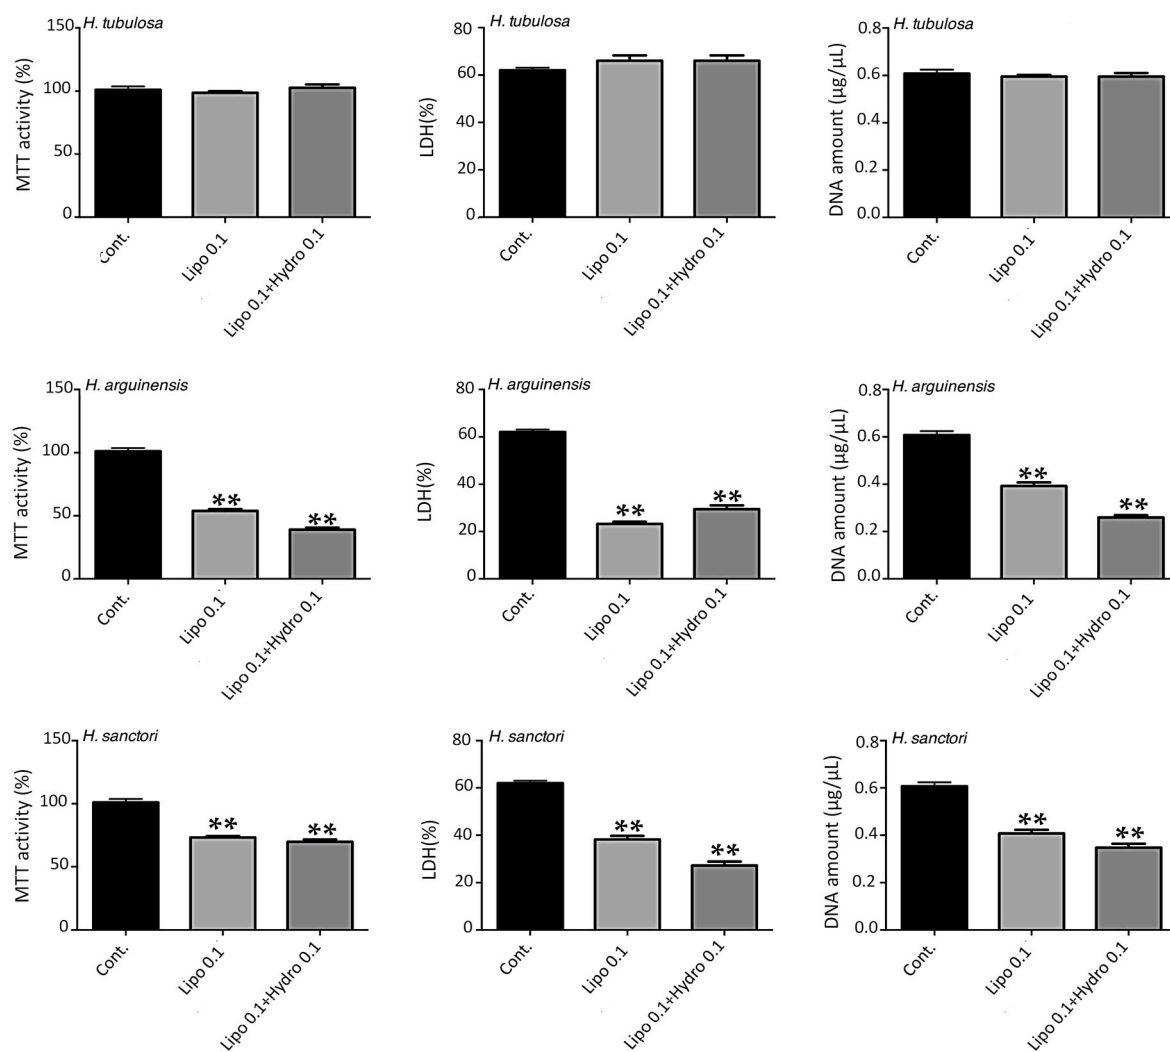 H. tubulosa
MTT activity (%)
150
100
50
0
Cont.
Lipo 0.1
Lipo 0.1+Hydro 0.1
H. tubulosa
LDH(%)
80
60
40
20
0
Cont.
Lipo 0.1
Lipo 0.1+Hydro 0.1
H. tubulosa
DNA amount (µg/µL)
0.8
0.6
0.4
0.2
0.0
Cont.
Lipo 0.1
Lipo 0.1+Hydro 0.1
H. arguinensis
MTT activity (%)
150
100
50
0
**
**
Cont.
Lipo 0.1
Lipo 0.1+Hydro 0.1
H. arguinensis
LDH(%)
80
60
40
20
0
**
**
Cont.
Lipo 0.1
Lipo 0.1+Hydro 0.1
H. arguinensis
DNA amount (µg/µL)
0.8
0.6
0.4
0.2
0.0
**
**
Cont.
Lipo 0.1
Lipo 0.1+Hydro 0.1
H. sanctori
MTT activity (%)
150
100
50
0
**
**
Cont.
Lipo 0.1
Lipo 0.1+Hydro 0.1
H. sanctori
LDH(%)
80
60
40
20
0
**
**
Cont.
Lipo 0.1
Lipo 0.1+Hydro 0.1
H. sanctori
DNA amount (µg/µL)
0.8
0.6
0.4
0.2
0.0
**
**
Cont.
Lipo 0.1
Lipo 0.1+Hydro 0.1